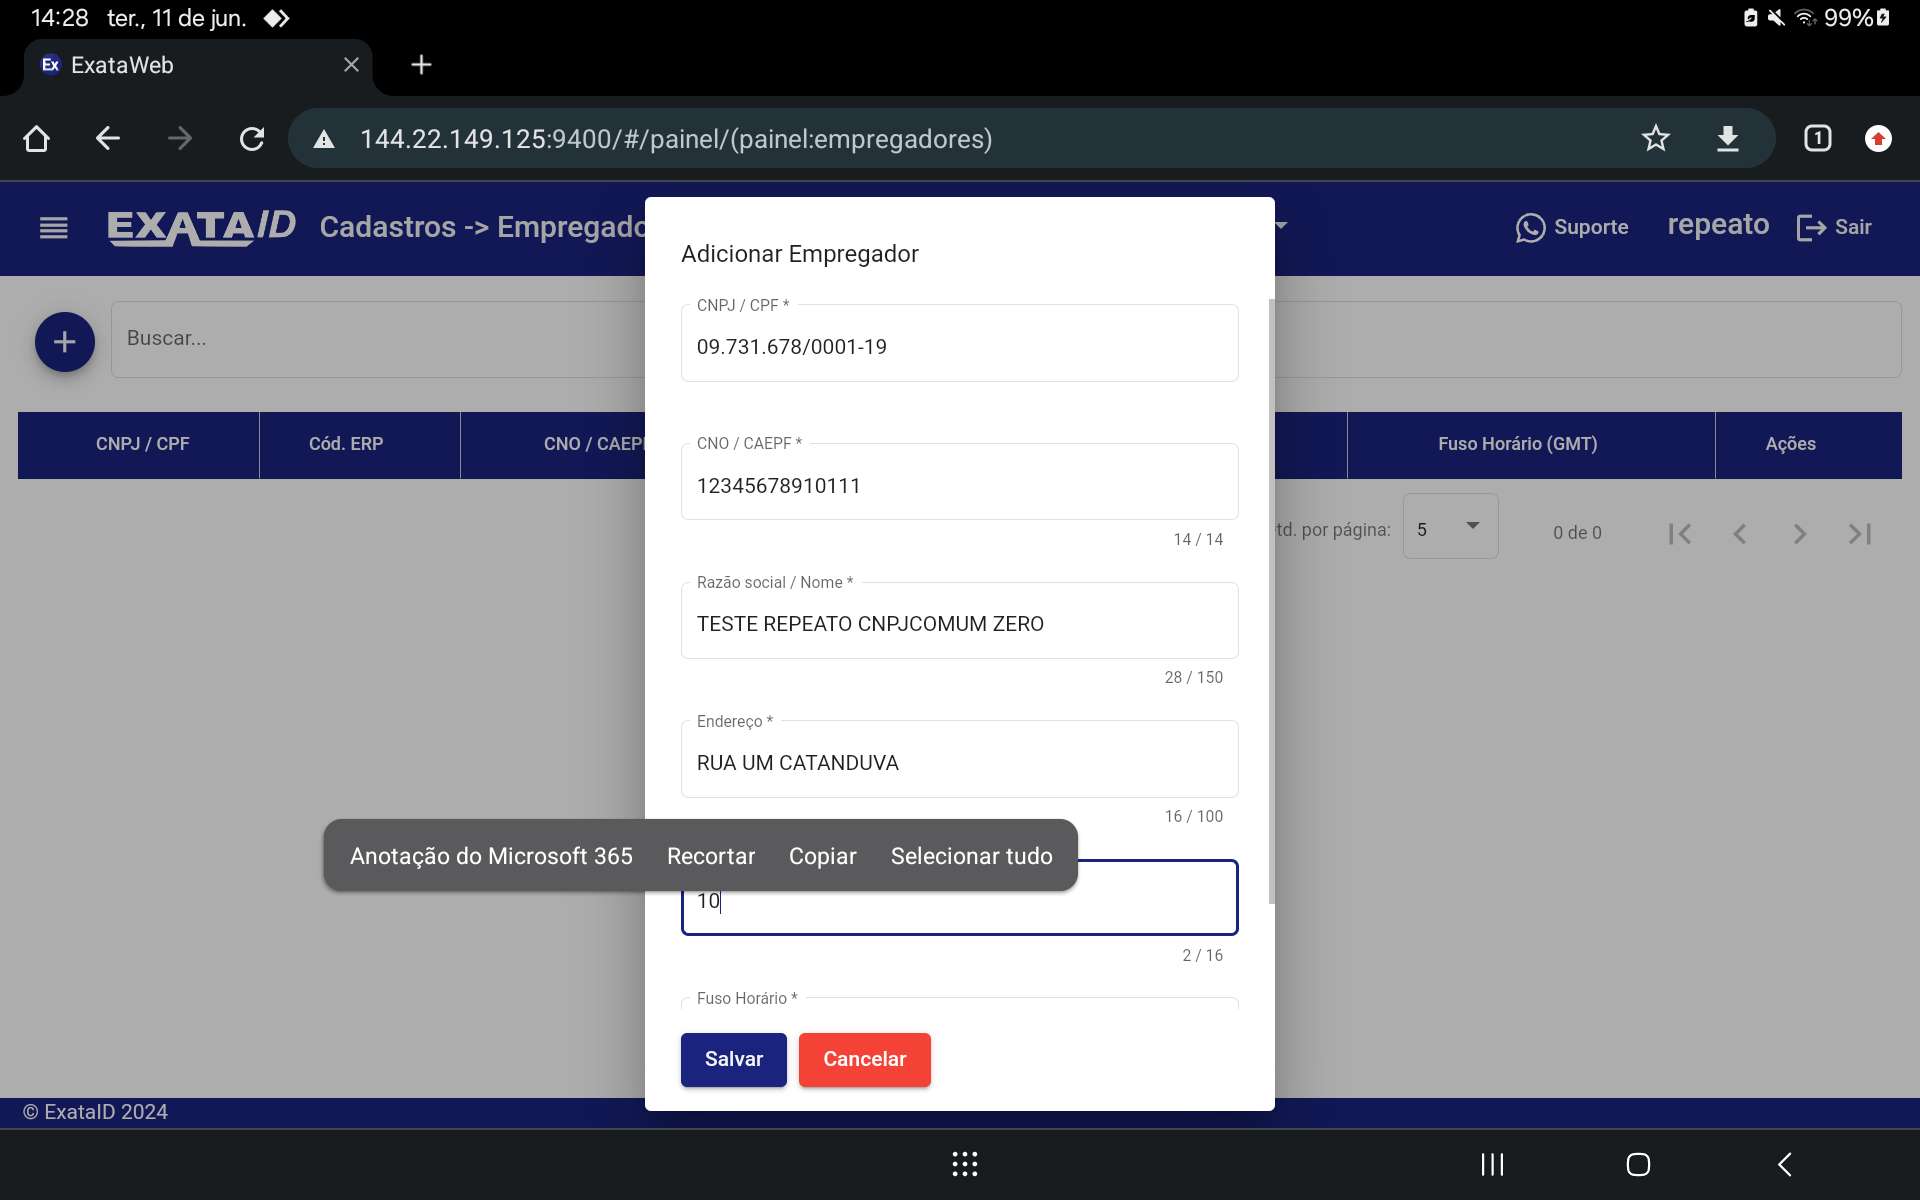 14:28 ter., 11 de jun. 99%
Ex ExataWeb
144.22.149.125:9400/#/painel/(painel:empregadores) 1
EXATAID Cadastros -> Empregado Suporte repeato Sair
Adicionar Empregador
Buscar...
CNPJ / CPF *
09.731.678/0001-19
CNPJ / CPF Cód. ERP CNO / CAEP Fuso Horário (GMT) Ações
CNO / CAEPF *
12345678910111
14 / 14
td. por página: 5 0 de 0
Razão social / Nome *
TESTE REPEATO CNPJCOMUM ZERO
28 / 150
Endereço *
RUA UM CATANDUVA
16 / 100
Anotação do Microsoft 365 Recortar Copiar Selecionar tudo
10
2 / 16
Fuso Horário *
Salvar Cancelar
© ExataID 2024